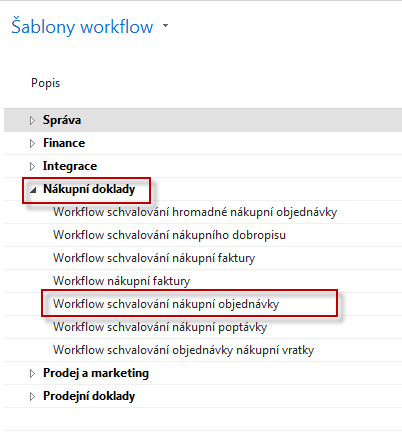 Šablony workflow
Popis
Správa
Finance
Integrace
Nákupní doklady
Workflow schvalování hromadné nákupní objednávky
Workflow schvalování nákupního dobropisu
Workflow schvalování nákupní faktury
Workflow nákupní faktury
Workflow schvalování nákupní objednávky
Workflow schvalování nákupní poptávky
Workflow schvalování objednávky nákupní vratky
Prodej a marketing
Prodejní doklady